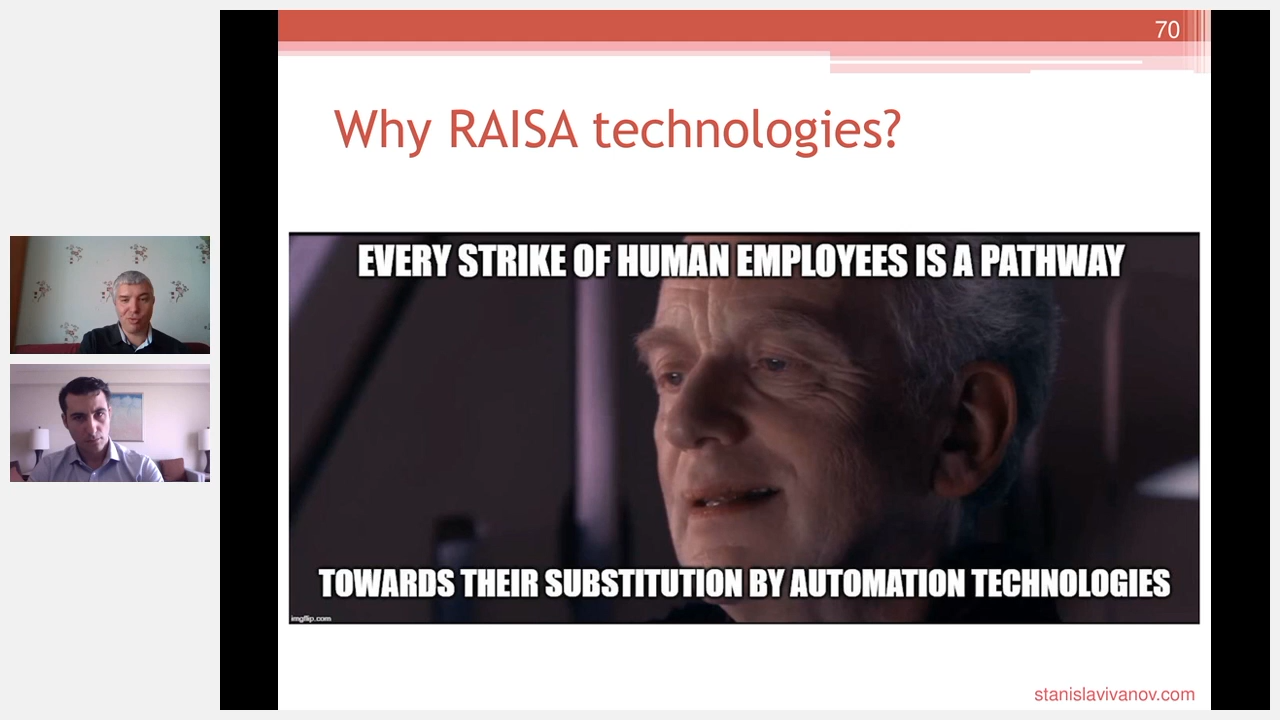 70
Why RAISA technologies?
EVERY STRIKE OF HUMAN EMPLOYEES IS A PATHWAY
TOWARDS THEIR SUBSTITUTION BY AUTOMATION TECHNOLOGIES
imgflip.com
stanislavivanov.com